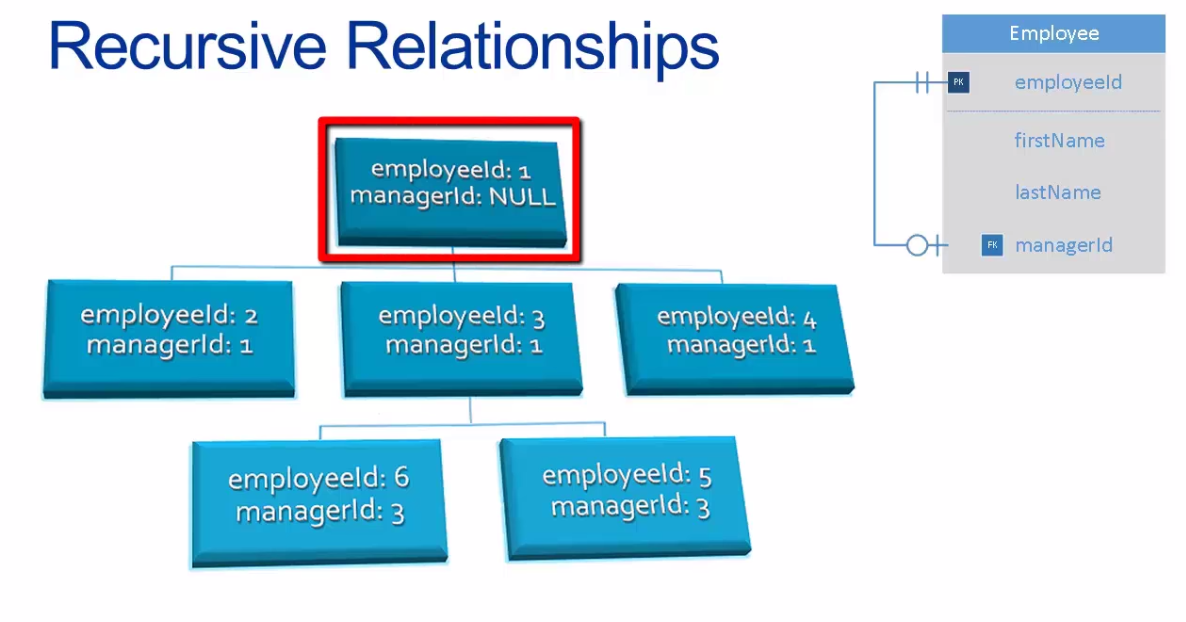 Recursive Relationships
employeeId: 1
managerId: NULL
employeeId: 2
managerId: 1
employeeId: 3
managerId: 1
employeeId: 4
managerId: 1
employeeId: 6
managerId: 3
employeeId: 5
managerId: 3
Employee
PK employeeId
firstName
lastName
FK managerId